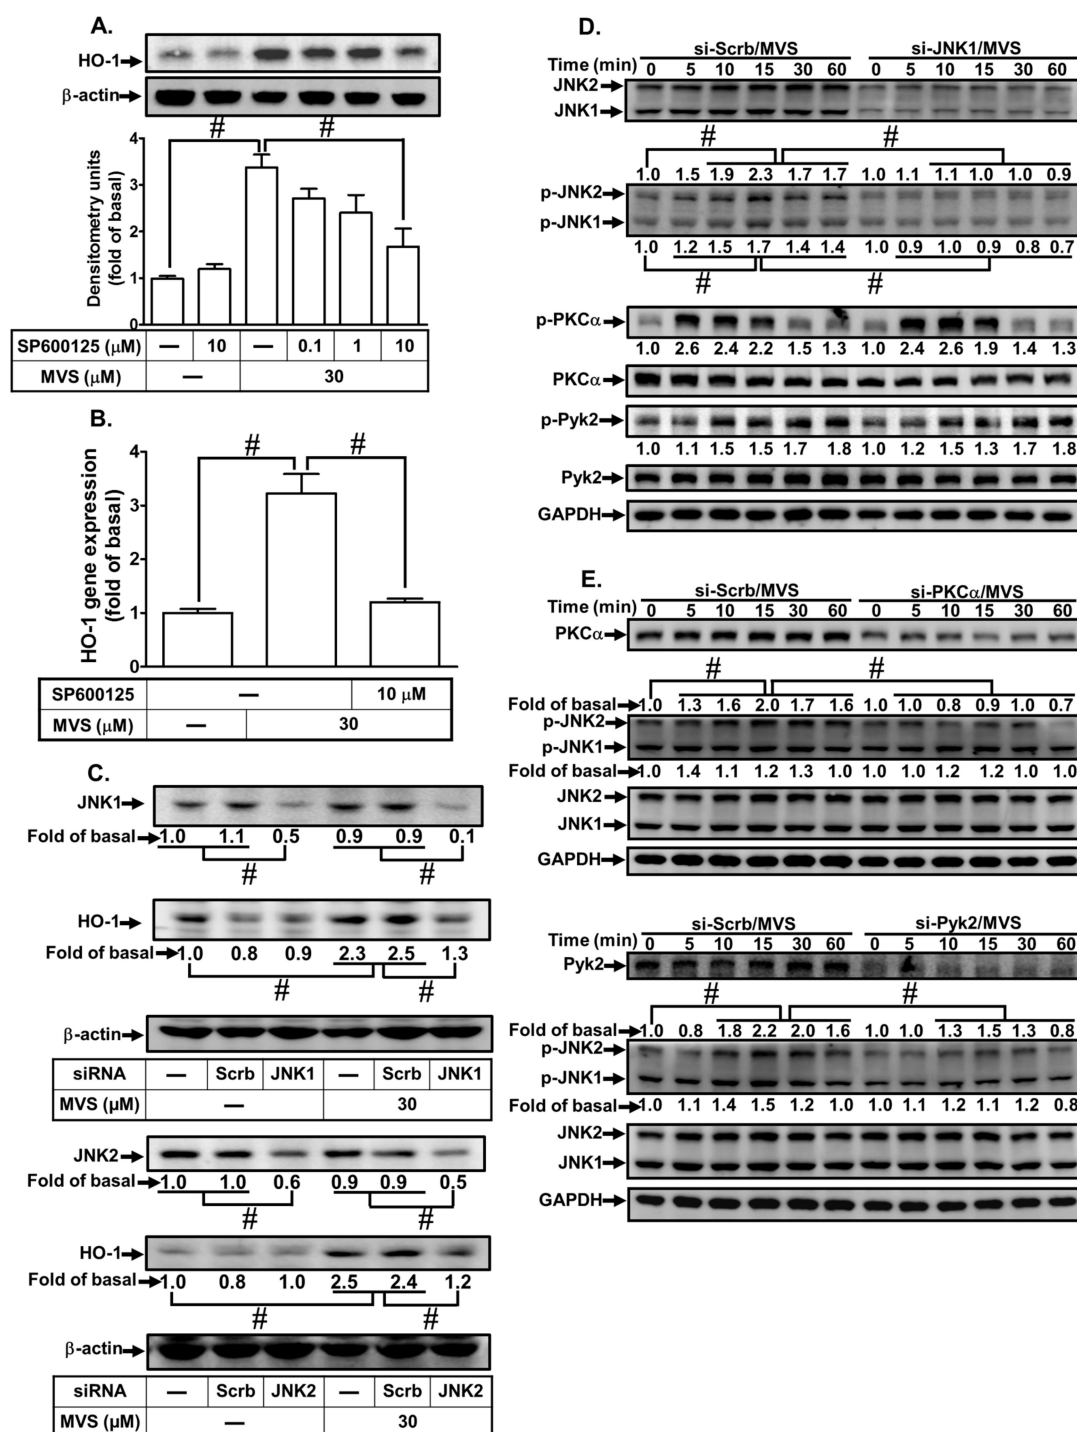 A.
HO-1
β-actin
# #
Densitometry units
(fold of basal)
4
3
2
1
0
SP600125 (μM) — 10 — 0.1 1 10
MVS (μM) — 30
B.
# #
HO-1 gene expression
(fold of basal)
4
3
2
1
0
SP600125 — 10 μM
MVS (μM) — 30
C.
JNK1
Fold of basal 1.0 1.1 0.5 0.9 0.9 0.1
# #
HO-1
Fold of basal 1.0 0.8 0.9 2.3 2.5 1.3
# #
β-actin
siRNA — Scrb JNK1 — Scrb JNK1
MVS (μM) — 30
JNK2
Fold of basal 1.0 1.0 0.6 0.9 0.9 0.5
# #
HO-1
Fold of basal 1.0 0.8 1.0 2.5 2.4 1.2
# #
β-actin
siRNA — Scrb JNK2 — Scrb JNK2
MVS (μM) — 30
D.
si-Scrb/MVS si-JNK1/MVS
Time (min) 0 5 10 15 30 60 0 5 10 15 30 60
JNK2
JNK1
# #
1.0 1.5 1.9 2.3 1.7 1.7 1.0 1.1 1.1 1.0 1.0 0.9
p-JNK2
p-JNK1
1.0 1.2 1.5 1.7 1.4 1.4 1.0 0.9 1.0 0.9 0.8 0.7
# #
p-PKCα
1.0 2.6 2.4 2.2 1.5 1.3 1.0 2.4 2.6 1.9 1.4 1.3
PKCα
p-Pyk2
1.0 1.1 1.5 1.5 1.7 1.8 1.0 1.2 1.5 1.3 1.7 1.8
Pyk2
GAPDH
E.
si-Scrb/MVS si-PKCα/MVS
Time (min) 0 5 10 15 30 60 0 5 10 15 30 60
PKCα
# #
Fold of basal 1.0 1.3 1.6 2.0 1.7 1.6 1.0 1.0 0.8 0.9 1.0 0.7
p-JNK2
p-JNK1
Fold of basal 1.0 1.4 1.1 1.2 1.3 1.0 1.0 1.0 1.2 1.2 1.0 1.0
JNK2
JNK1
GAPDH
si-Scrb/MVS si-Pyk2/MVS
Time (min) 0 5 10 15 30 60 0 5 10 15 30 60
Pyk2
# #
Fold of basal 1.0 0.8 1.8 2.2 2.0 1.6 1.0 1.0 1.3 1.5 1.3 0.8
p-JNK2
p-JNK1
Fold of basal 1.0 1.1 1.4 1.5 1.2 1.0 1.0 1.1 1.2 1.1 1.2 0.8
JNK2
JNK1
GAPDH